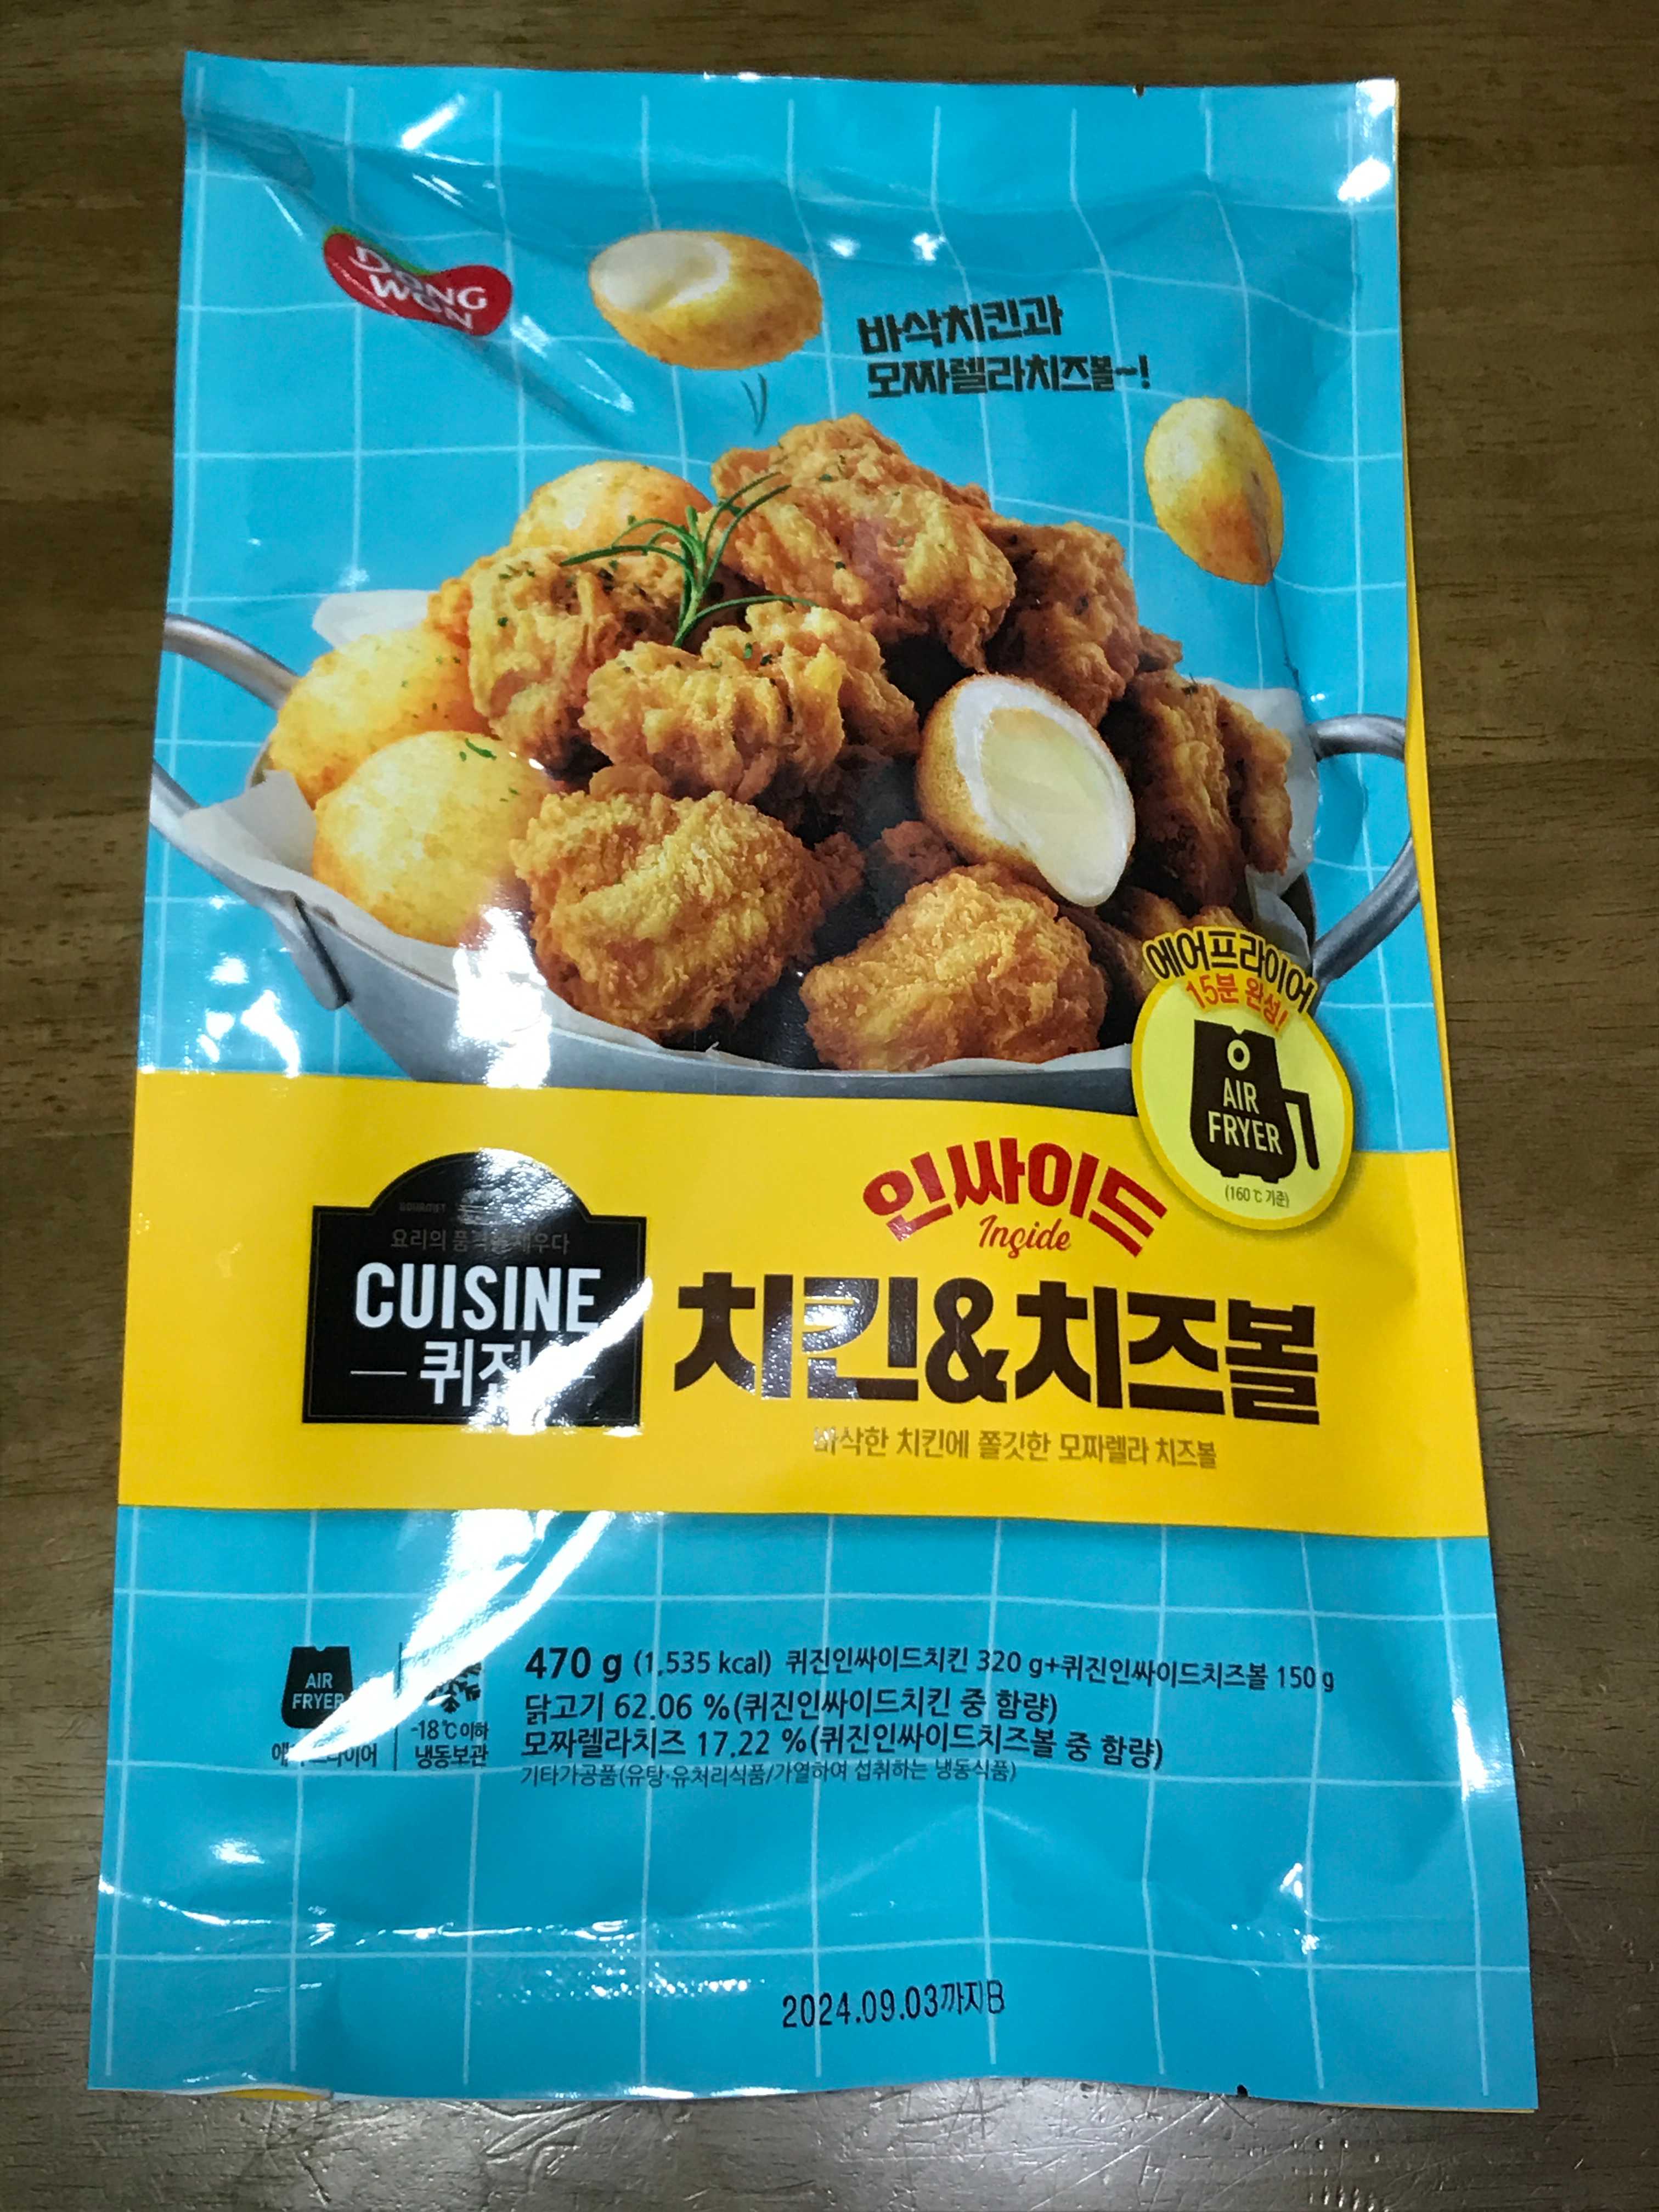 DONG
WON
바삭치킨과
모짜렐라치즈볼~!
에어프라이어
15분 완성!
AIR
FRYER
(160℃ 기준)
인싸이드
Inside
요리의
CUISINE
퀴진
치킨&치즈볼
바삭한 치킨에 쫄깃한 모짜렐라 치즈볼
AIR
FRYER
에어프라이어
-18℃ 이하
냉동보관
470 g (1,535 kcal) 퀴진인싸이드치킨 320 g+퀴진인싸이드치즈볼 150 g
닭고기 62.06 %(퀴진인싸이드치킨 중 함량)
모짜렐라치즈 17.22 %(퀴진인싸이드치즈볼 중 함량)
기타가공품(유탕·유처리식품/가열하여 섭취하는 냉동식품)
2024.09.03까지B